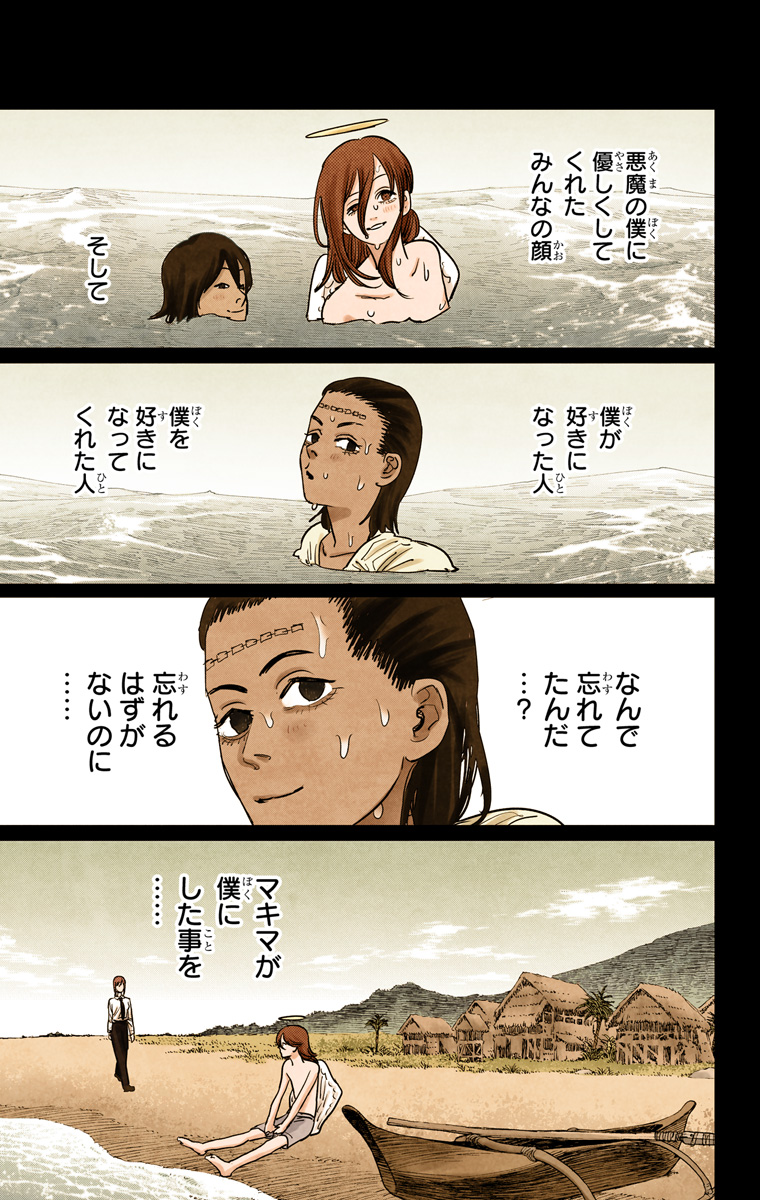 悪魔の僕に
優しくして
くれた
みんなの顔
そして
僕が
好きに
なった人
僕を
好きに
なって
くれた人
なんで
忘れて
たんだ
…?
忘れる
はずが
ないのに
……
マキマが
僕に
した事を
……